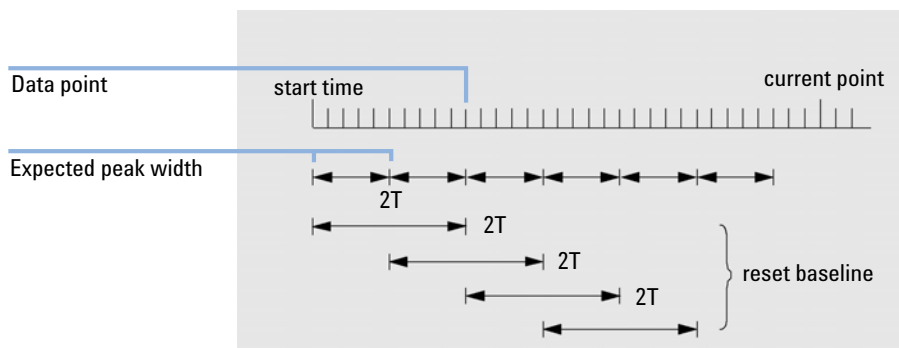 Data point
start time
current point
Expected peak width
2T
2T
2T
2T
reset baseline